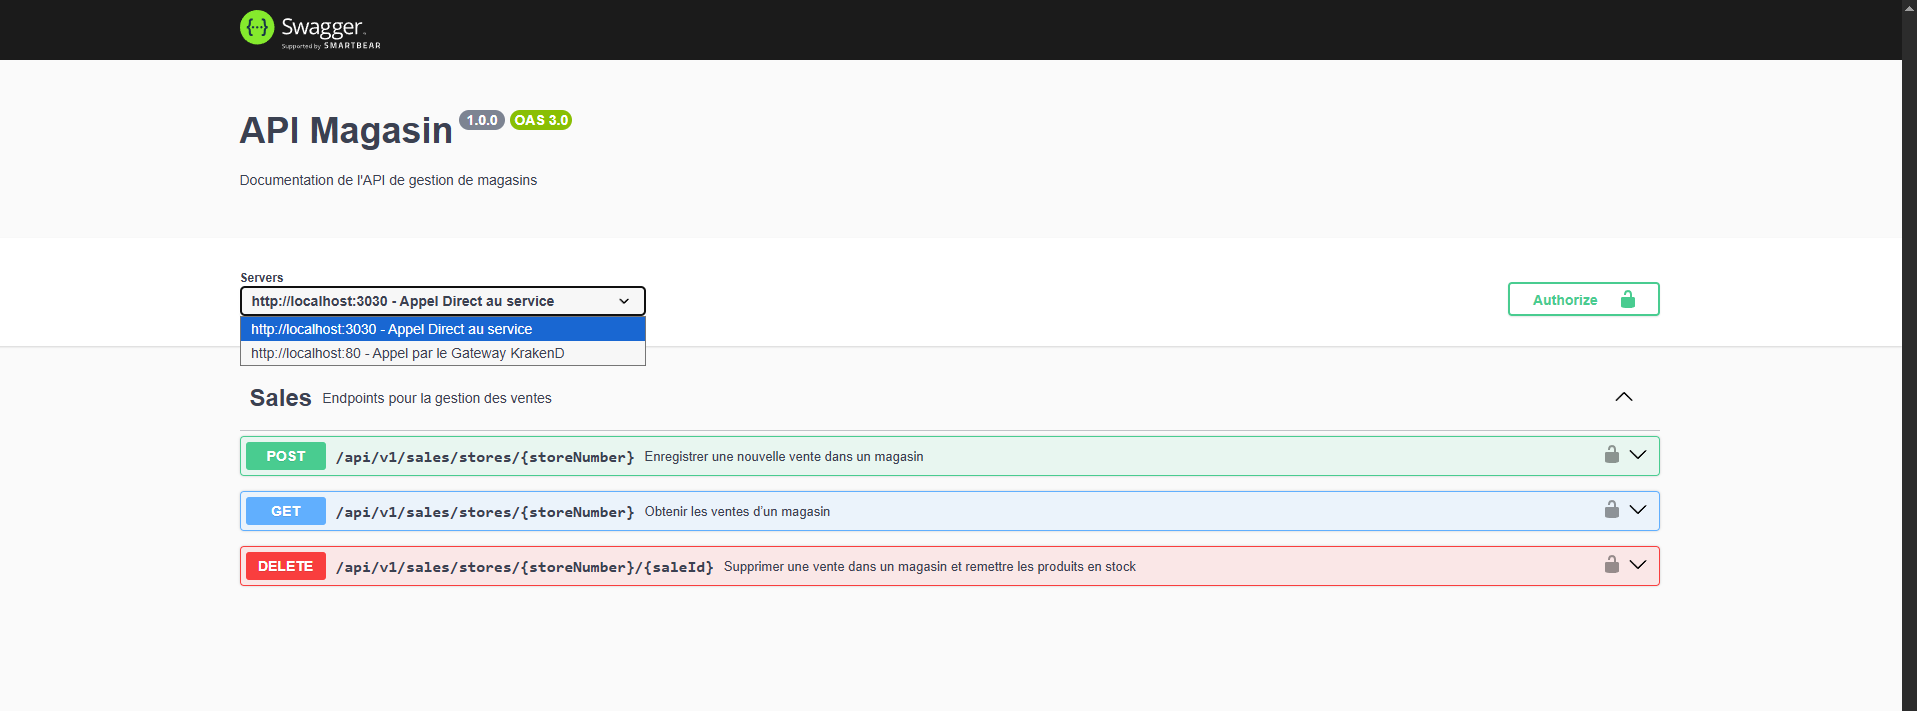 Swagger
Supported by SMARTBEAR
API Magasin 1.0.0 OAS 3.0
Documentation de l'API de gestion de magasins
Servers
http://localhost:3030 - Appel Direct au service
Authorize
http://localhost:3030 - Appel Direct au service
http://localhost:80 - Appel par le Gateway KrakenD
Sales Endpoints pour la gestion des ventes
POST /api/v1/sales/stores/{storeNumber} Enregistrer une nouvelle vente dans un magasin
GET /api/v1/sales/stores/{storeNumber} Obtenir les ventes d’un magasin
DELETE /api/v1/sales/stores/{storeNumber}/{saleId} Supprimer une vente dans un magasin et remettre les produits en stock